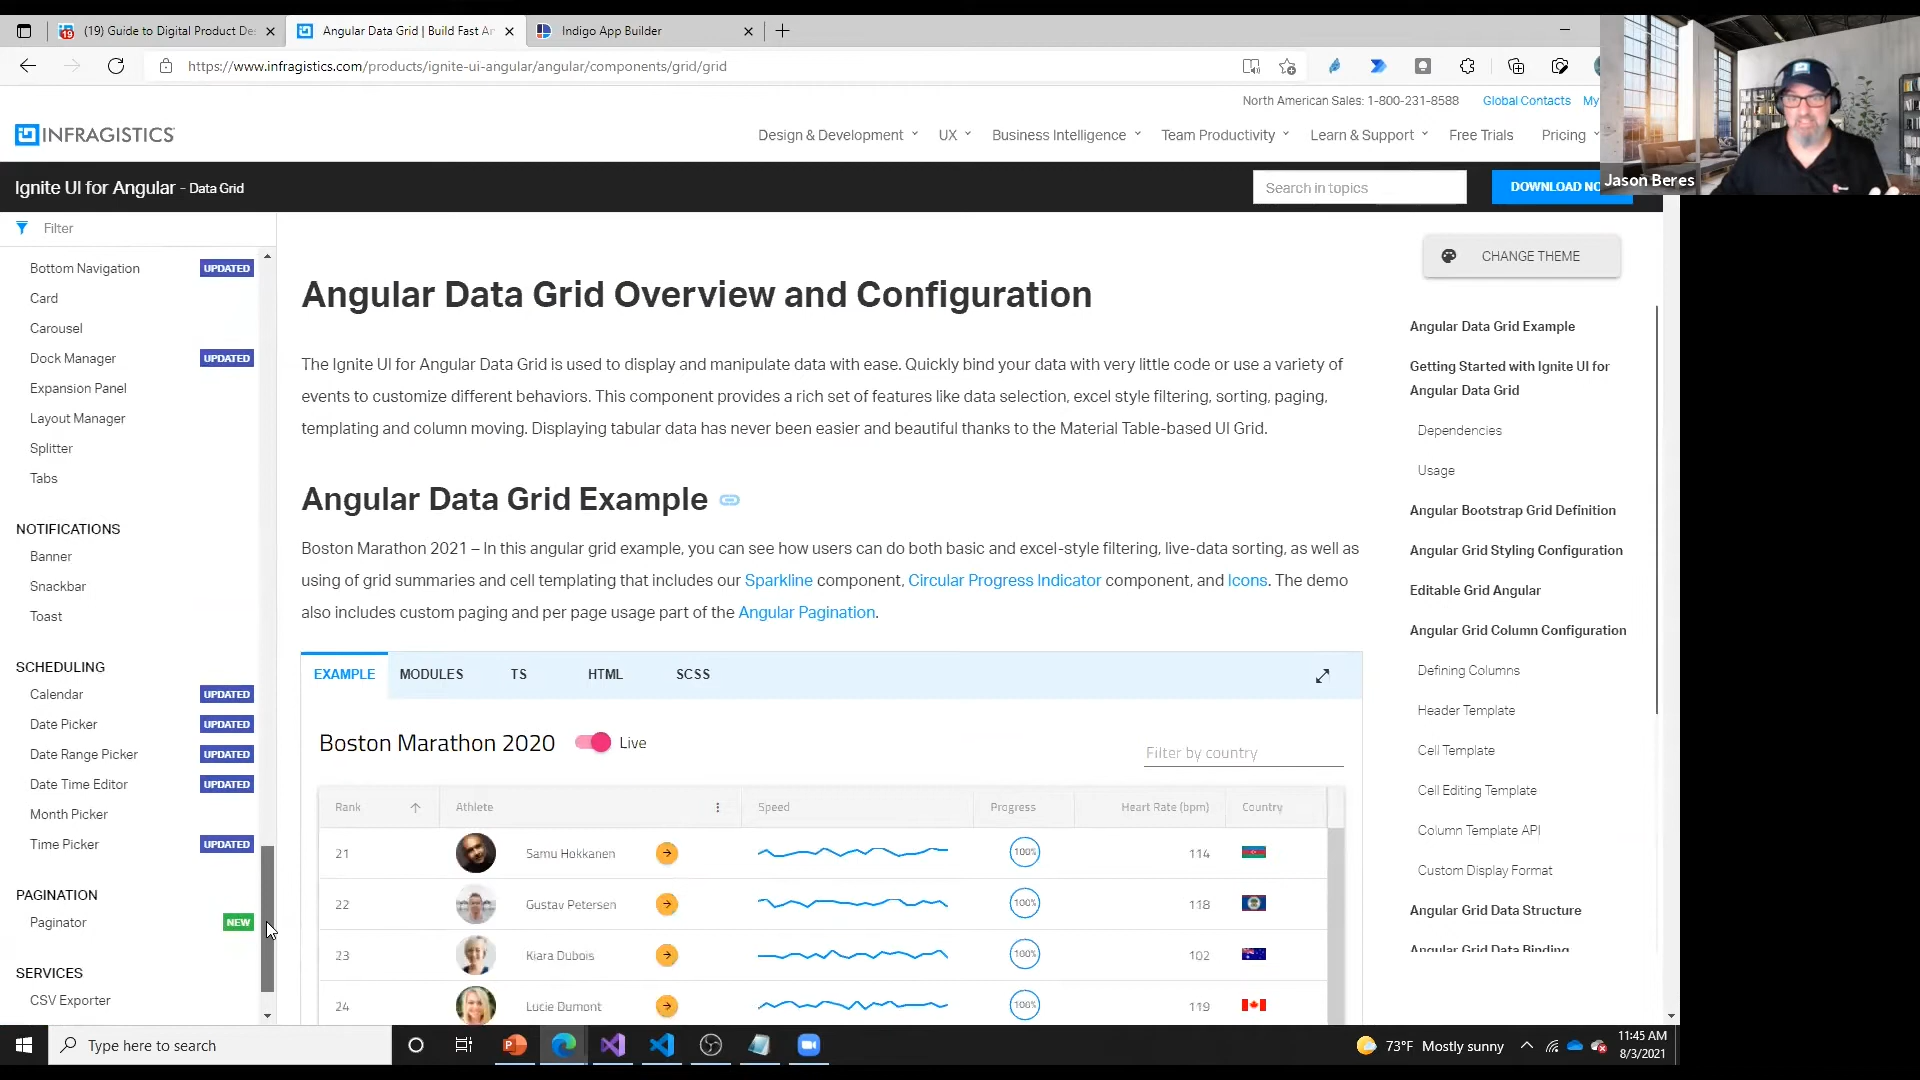 (19) Guide to Digital Product De
Angular Data Grid | Build Fast An
Indigo App Builder
https://www.infragistics.com/products/ignite-ui-angular/angular/components/grid/grid
North American Sales: 1-800-231-8588
Global Contacts
My
INFRAGISTICS
Design & Development
UX
Business Intelligence
Team Productivity
Learn & Support
Free Trials
Pricing
Jason Beres
Ignite UI for Angular - Data Grid
Search in topics
DOWNLOAD NO
Filter
Bottom Navigation UPDATED
Card
Carousel
Dock Manager UPDATED
Expansion Panel
Layout Manager
Splitter
Tabs
NOTIFICATIONS
Banner
Snackbar
Toast
SCHEDULING
Calendar UPDATED
Date Picker UPDATED
Date Range Picker UPDATED
Date Time Editor UPDATED
Month Picker
Time Picker UPDATED
PAGINATION
Paginator NEW
SERVICES
CSV Exporter
Angular Data Grid Overview and Configuration
The Ignite UI for Angular Data Grid is used to display and manipulate data with ease. Quickly bind your data with very little code or use a variety of
events to customize different behaviors. This component provides a rich set of features like data selection, excel style filtering, sorting, paging,
templating and column moving. Displaying tabular data has never been easier and beautiful thanks to the Material Table-based UI Grid.
Angular Data Grid Example
Boston Marathon 2021 – In this angular grid example, you can see how users can do both basic and excel-style filtering, live-data sorting, as well as
using of grid summaries and cell templating that includes our Sparkline component, Circular Progress Indicator component, and Icons. The demo
also includes custom paging and per page usage part of the Angular Pagination.
EXAMPLE MODULES TS HTML SCSS
Boston Marathon 2020 Live
Filter by country
Rank Athlete Speed Progress Heart Rate (bpm) Country
21 Samu Hokkanen 100% 114
22 Gustav Petersen 100% 118
23 Kiara Dubois 100% 102
24 Lucie Dumont 100% 119
CHANGE THEME
Angular Data Grid Example
Getting Started with Ignite UI for
Angular Data Grid
Dependencies
Usage
Angular Bootstrap Grid Definition
Angular Grid Styling Configuration
Editable Grid Angular
Angular Grid Column Configuration
Defining Columns
Header Template
Cell Template
Cell Editing Template
Column Template API
Custom Display Format
Angular Grid Data Structure
Angular Grid Data Binding
Type here to search
73°F Mostly sunny
11:45 AM
8/3/2021